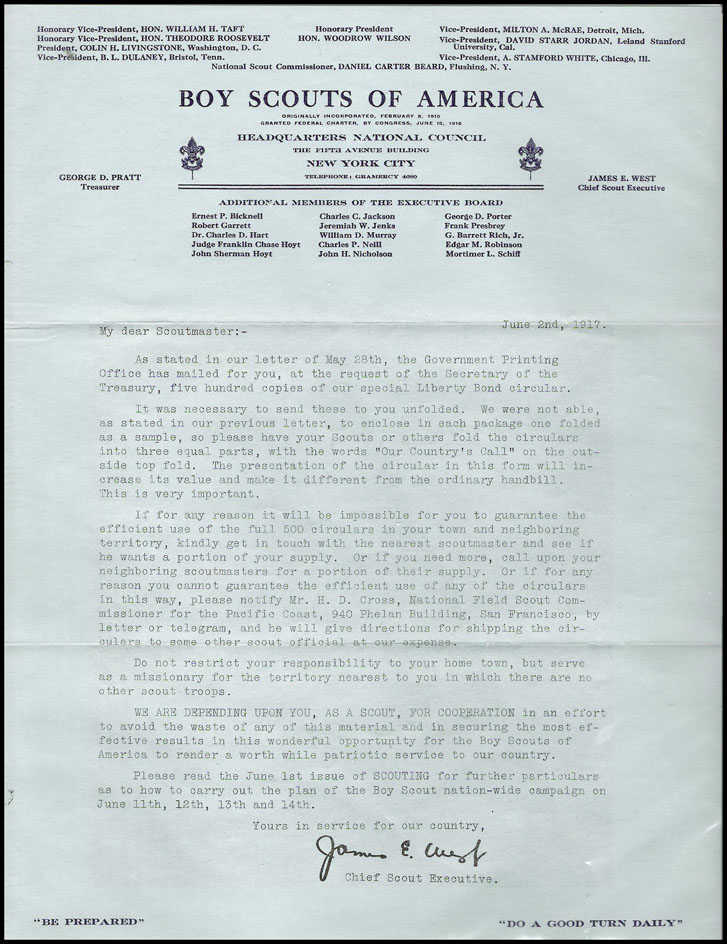 Honorary Vice-President, HON. WILLIAM H. TAFT
Honorary Vice-President, HON. THEODORE ROOSEVELT
President, COLIN H. LIVINGSTONE, Washington, D. C.
Vice-President, B. L. DULANEY, Bristol, Tenn.
Honorary President
HON. WOODROW WILSON
Vice-President, MILTON A. McRAE, Detroit, Mich.
Vice-President, DAVID STARR JORDAN, Leland Stanford
University, Cal.
Vice-President, A. STAMFORD WHITE, Chicago, Ill.
National Scout Commissioner, DANIEL CARTER BEARD, Flushing, N. Y.
BOY SCOUTS OF AMERICA
ORIGINALLY INCORPORATED, FEBRUARY 8, 1910
GRANTED FEDERAL CHARTER, BY CONGRESS, JUNE 15, 1916
HEADQUARTERS NATIONAL COUNCIL
THE FIFTH AVENUE BUILDING
NEW YORK CITY
TELEPHONE: GRAMERCY 4690
GEORGE D. PRATT
Treasurer
JAMES E. WEST
Chief Scout Executive
ADDITIONAL MEMBERS OF THE EXECUTIVE BOARD
Ernest P. Bicknell
Robert Garrett
Dr. Charles D. Hart
Judge Franklin Chase Hoyt
John Sherman Hoyt
Charles C. Jackson
Jeremiah W. Jenks
William D. Murray
Charles P. Neill
John H. Nicholson
George D. Porter
Frank Presbrey
G. Barrett Rich, Jr.
Edgar M. Robinson
Mortimer L. Schiff
June 2nd, 1917.
My dear Scoutmaster:-
As stated in our letter of May 28th, the Government Printing
Office has mailed for you, at the request of the Secretary of the
Treasury, five hundred copies of our special Liberty Bond circular.
It was necessary to send these to you unfolded. We were not able,
as stated in our previous letter, to enclose in each package one folded
as a sample, so please have your Scouts or others fold the circulars
into three equal parts, with the words "Our Country's Call" on the out-
side top fold. The presentation of the circular in this form will in-
crease its value and make it different from the ordinary handbill.
This is very important.
If for any reason it will be impossible for you to guarantee the
efficient use of the full 500 circulars in your town and neighboring
territory, kindly get in touch with the nearest scoutmaster and see if
he wants a portion of your supply. Or if you need more, call upon your
neighboring scoutmasters for a portion of their supply. Or if for any
reason you cannot guarantee the efficient use of any of the circulars
in this way, please notify Mr. H. D. Cross, National Field Scout Com-
missioner for the Pacific Coast, 940 Phelan Building, San Francisco, by
letter or telegram, and he will give directions for shipping the cir-
culars to some other scout official at our expense.
Do not restrict your responsibility to your home town, but serve
as a missionary for the territory nearest to you in which there are no
other scout troops.
WE ARE DEPENDING UPON YOU, AS A SCOUT, FOR COOPERATION in an effort
to avoid the waste of any of this material and in securing the most ef-
fective results in this wonderful opportunity for the Boy Scouts of
America to render a worth while patriotic service to our country.
Please read the June 1st issue of SCOUTING for further particulars
as to how to carry out the plan of the Boy Scout nation-wide campaign on
June 11th, 12th, 13th and 14th.
Yours in service for our country,
James E. West
Chief Scout Executive.
"BE PREPARED"
"DO A GOOD TURN DAILY"